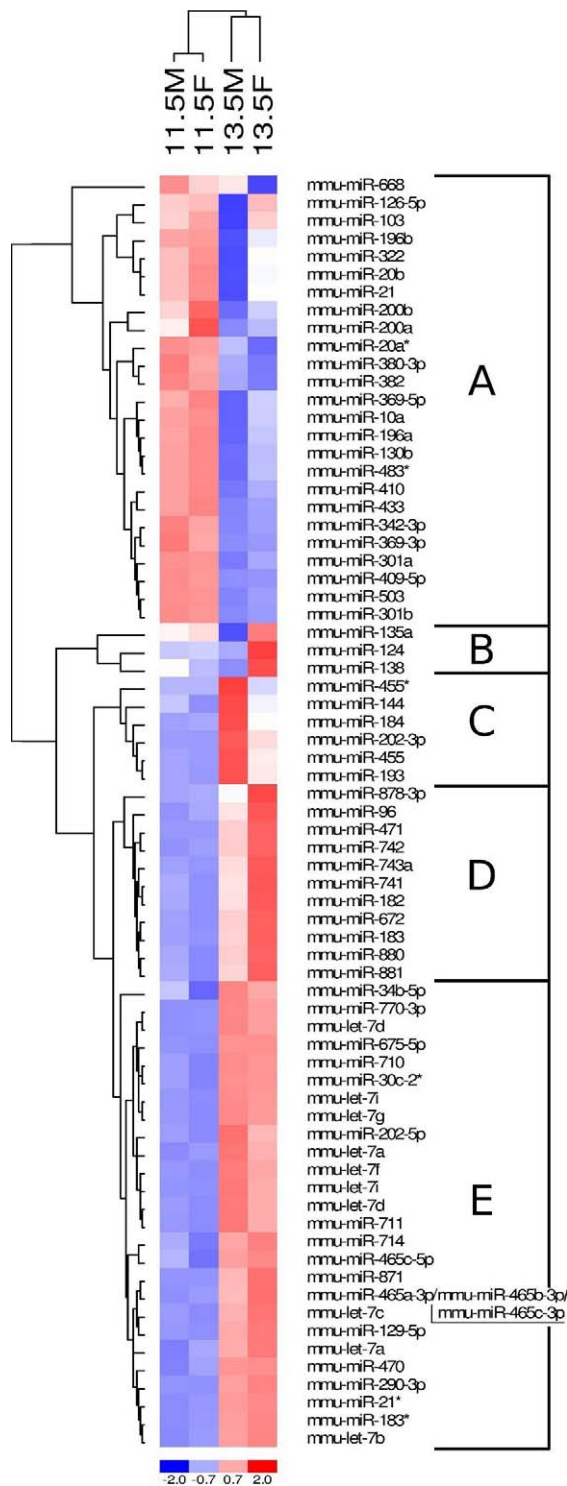 11.5M 11.5F 13.5M 13.5F
mmu-miR-668
mmu-miR-126-5p
mmu-miR-103
mmu-miR-196b
mmu-miR-322
mmu-miR-20b
mmu-miR-21
mmu-miR-200b
mmu-miR-200a
mmu-miR-20a*
mmu-miR-380-3p
mmu-miR-382
A
mmu-miR-369-5p
mmu-miR-10a
mmu-miR-196a
mmu-miR-130b
mmu-miR-483*
mmu-miR-410
mmu-miR-433
mmu-miR-342-3p
mmu-miR-369-3p
mmu-miR-301a
mmu-miR-409-5p
mmu-miR-503
mmu-miR-301b
mmu-miR-135a
mmu-miR-124
B
mmu-miR-138
mmu-miR-455*
mmu-miR-144
mmu-miR-184
C
mmu-miR-202-3p
mmu-miR-455
mmu-miR-193
mmu-miR-878-3p
mmu-miR-96
mmu-miR-471
mmu-miR-742
mmu-miR-743a
mmu-miR-741
D
mmu-miR-182
mmu-miR-672
mmu-miR-183
mmu-miR-880
mmu-miR-881
mmu-miR-34b-5p
mmu-miR-770-3p
mmu-let-7d
mmu-miR-675-5p
mmu-miR-710
mmu-miR-30c-2*
mmu-let-7i
mmu-let-7g
mmu-miR-202-5p
mmu-let-7a
mmu-let-7f
mmu-let-7i
mmu-let-7d
E
mmu-miR-711
mmu-miR-714
mmu-miR-465c-5p
mmu-miR-871
mmu-miR-465a-3p/mmu-miR-465b-3p/
mmu-let-7c mmu-miR-465c-3p
mmu-miR-129-5p
mmu-let-7a
mmu-miR-470
mmu-miR-290-3p
mmu-miR-21*
mmu-miR-183*
mmu-let-7b
-2.0 -0.7 0.7 2.0